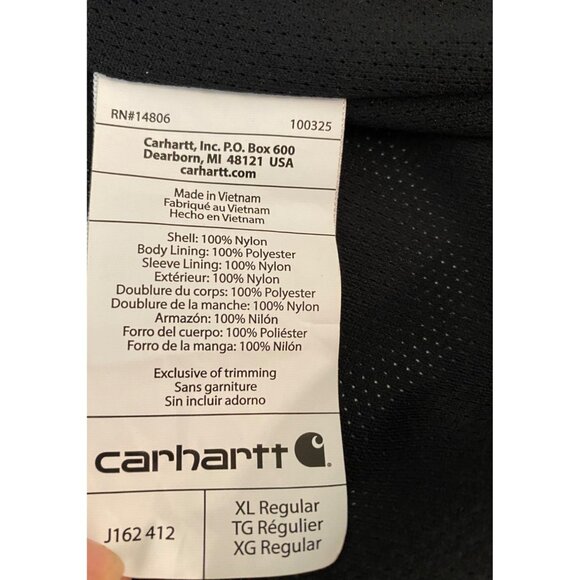 RN#14806 100325
Carhartt, Inc. P.O. Box 600
Dearborn, MI 48121 USA
carhartt.com
Made in Vietnam
Fabriqué au Vietnam
Hecho en Vietnam
Shell: 100% Nylon
Body Lining: 100% Polyester
Sleeve Lining: 100% Nylon
Extérieur: 100% Nylon
Doublure du corps: 100% Polyester
Doublure de la manche: 100% Nylon
Armazón: 100% Nilón
Forro del cuerpo: 100% Poliéster
Forro de la manga: 100% Nilón
Exclusive of trimming
Sans garniture
Sin incluir adorno
carhartt
J162 412
XL Regular
TG Régulier
XG Regular